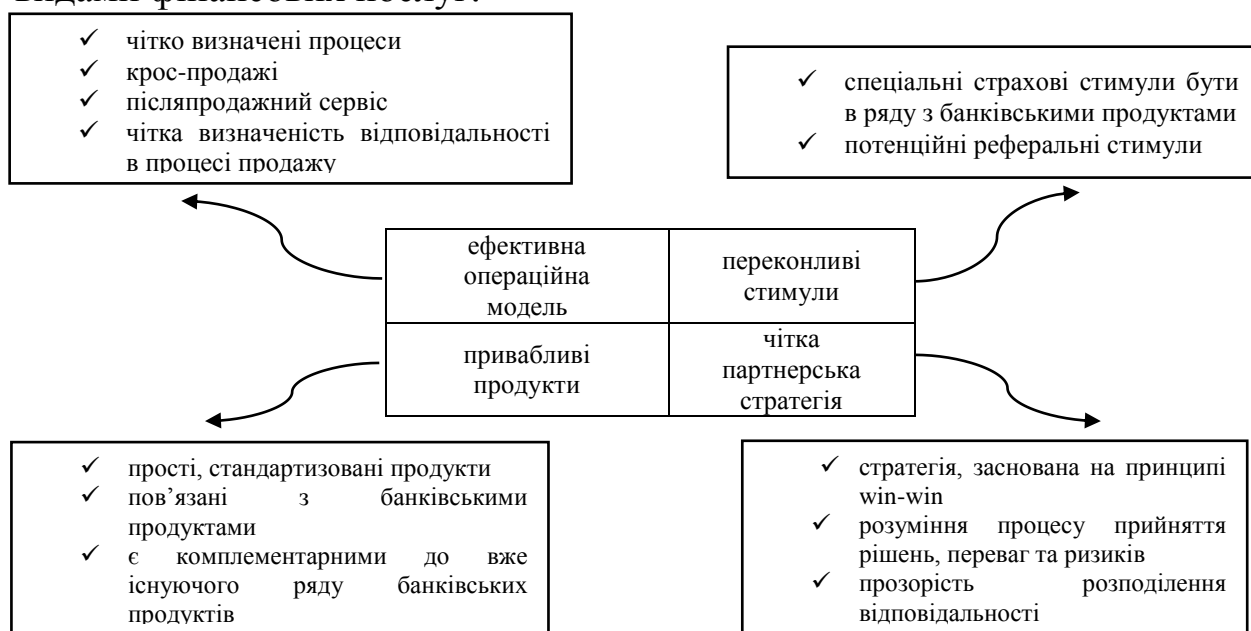 видами фінансових послуг.
✓ чітко визначені процеси
✓ крос-продажі
✓ післяпродажний сервіс
✓ чітка визначеність відповідальності
в процесі продажу
✓ спеціальні страхові стимули бути
в ряду з банківськими продуктами
✓ потенційні реферальні стимули
ефективна
операційна
модель
переконливі
стимули
привабливі
продукти
чітка
партнерська
стратегія
✓ прості, стандартизовані продукти
✓ пов’язані з банківськими
продуктами
✓ є комплементарними до вже
існуючого ряду банківських
продуктів
✓ стратегія, заснована на принципі
win-win
✓ розуміння процесу прийняття
рішень, переваг та ризиків
✓ прозорість розподілення
відповідальності